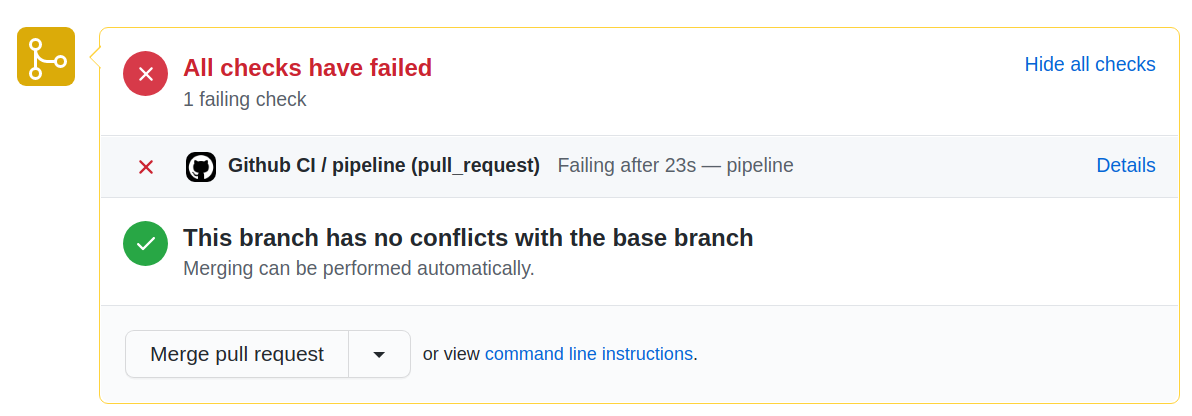 All checks have failed
Hide all checks
1 failing check
Github CI / pipeline (pull_request) Failing after 23s — pipeline
Details
This branch has no conflicts with the base branch
Merging can be performed automatically.
Merge pull request
or view command line instructions.